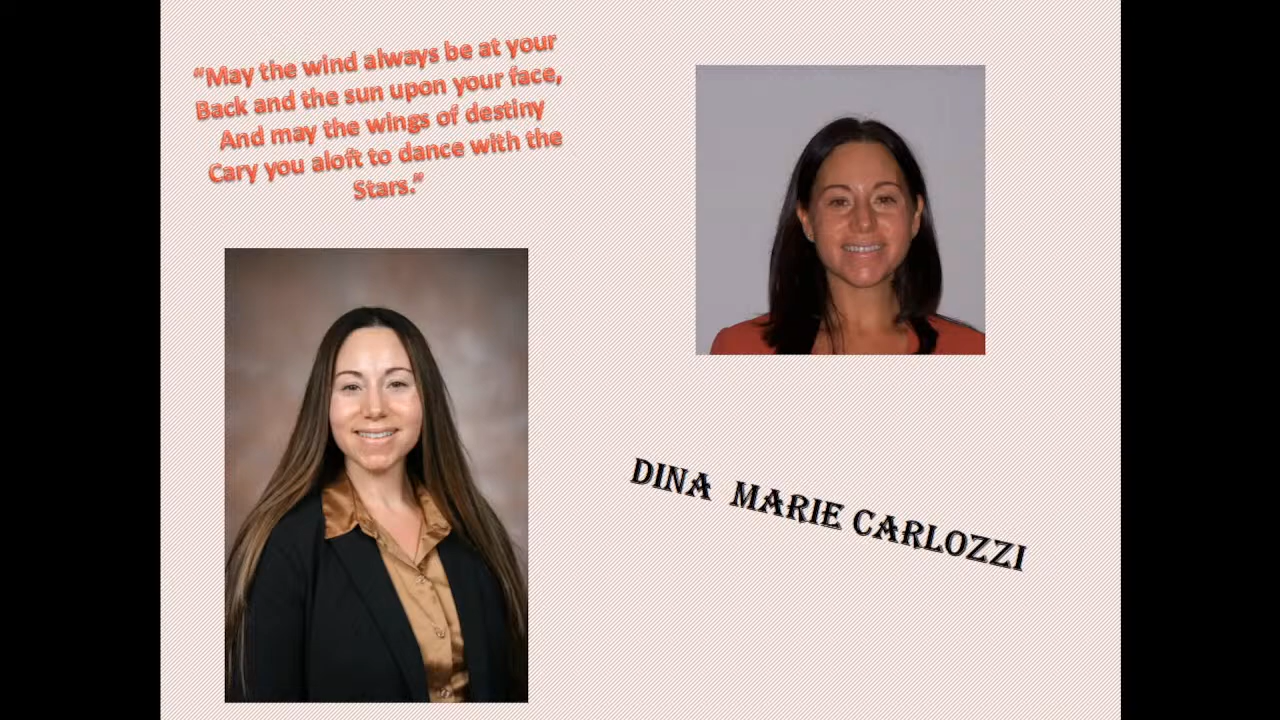 “May the wind always be at your
Back and the sun upon your face,
And may the wings of destiny
Cary you aloft to dance with the
Stars.”
DINA MARIE CARLOZZI